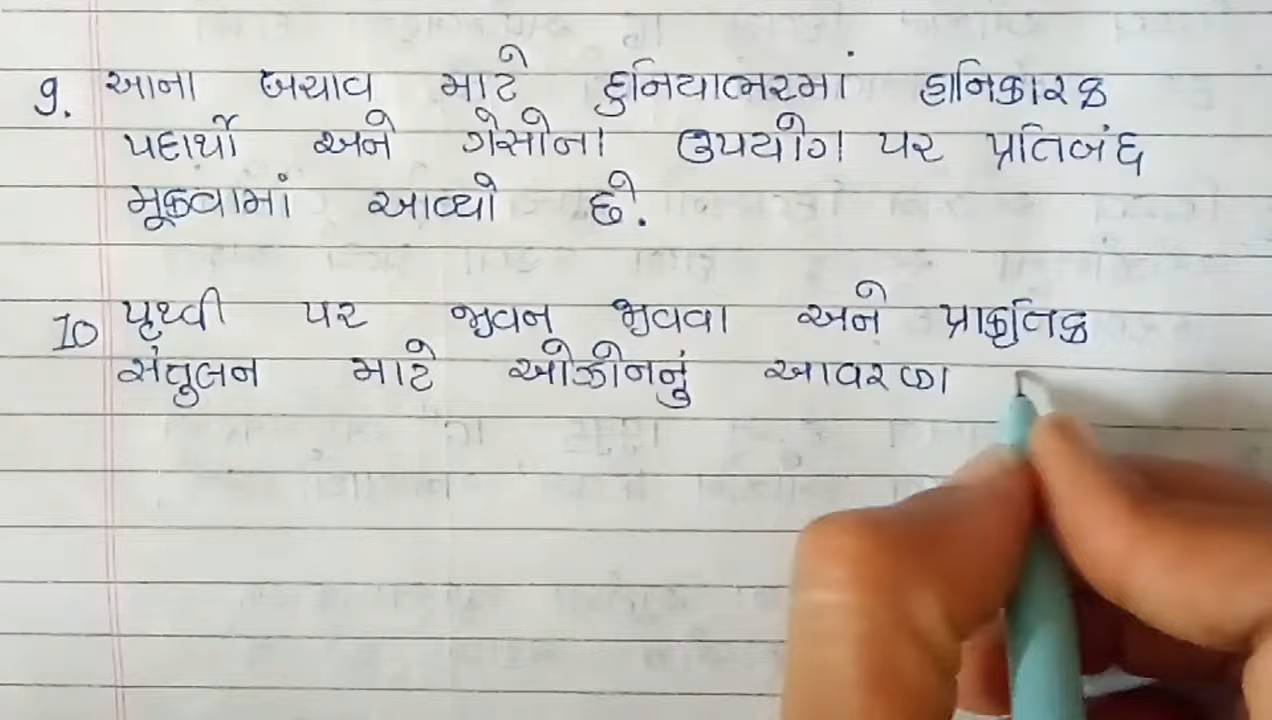 9. આના બચાવ માટે દુનિયાભરમાં હાનિકારક
પદાર્થો અને ગેસોના ઉપયોગ પર પ્રતિબંધ
મૂકવામાં આવ્યો છે.
10 પૃથ્વી પર જીવન જીવવા અને પ્રાકૃતિક
સંતુલન માટે ઓઝોનનું આવરણ